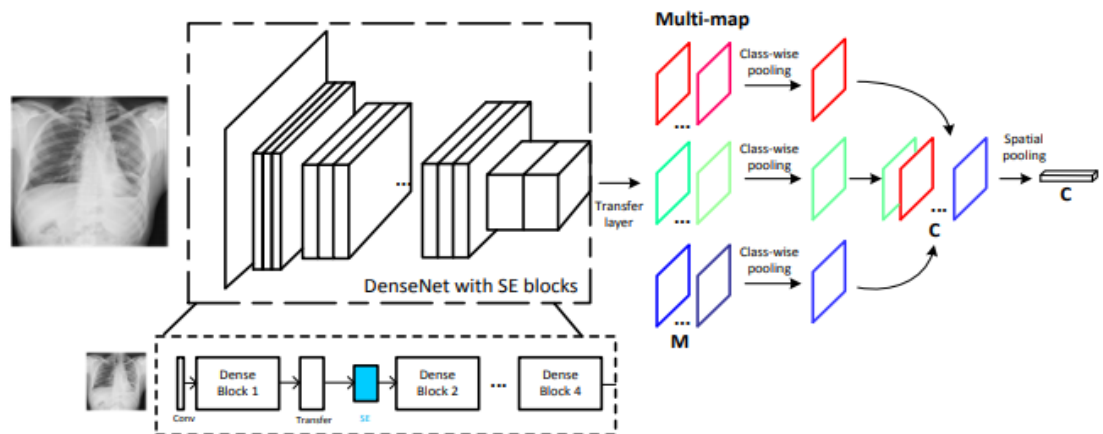 Multi-map
Class-wise
pooling
...
Class-wise
pooling
...
Class-wise
pooling
...
M
Transfer
layer
...
C
Spatial
pooling
C
...
DenseNet with SE blocks
Conv
Dense
Block 1
Transfer
SE
Dense
Block 2
...
Dense
Block 4